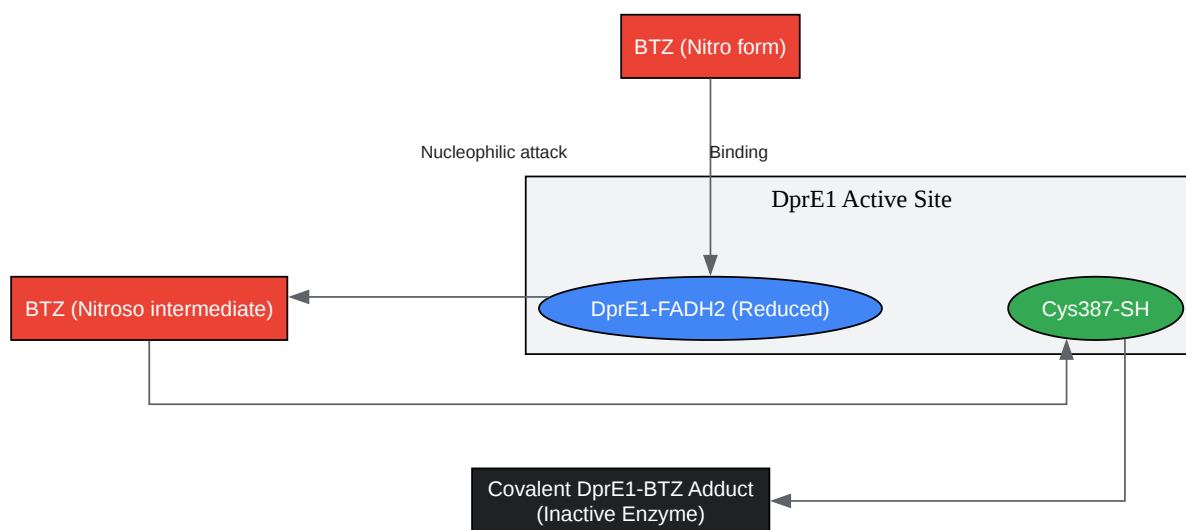 BTZ (Nitro form)
Nucleophilic attack
Binding
DprE1 Active Site
BTZ (Nitroso intermediate)
DprE1-FADH2 (Reduced)
Cys387-SH
Covalent DprE1-BTZ Adduct
(Inactive Enzyme)